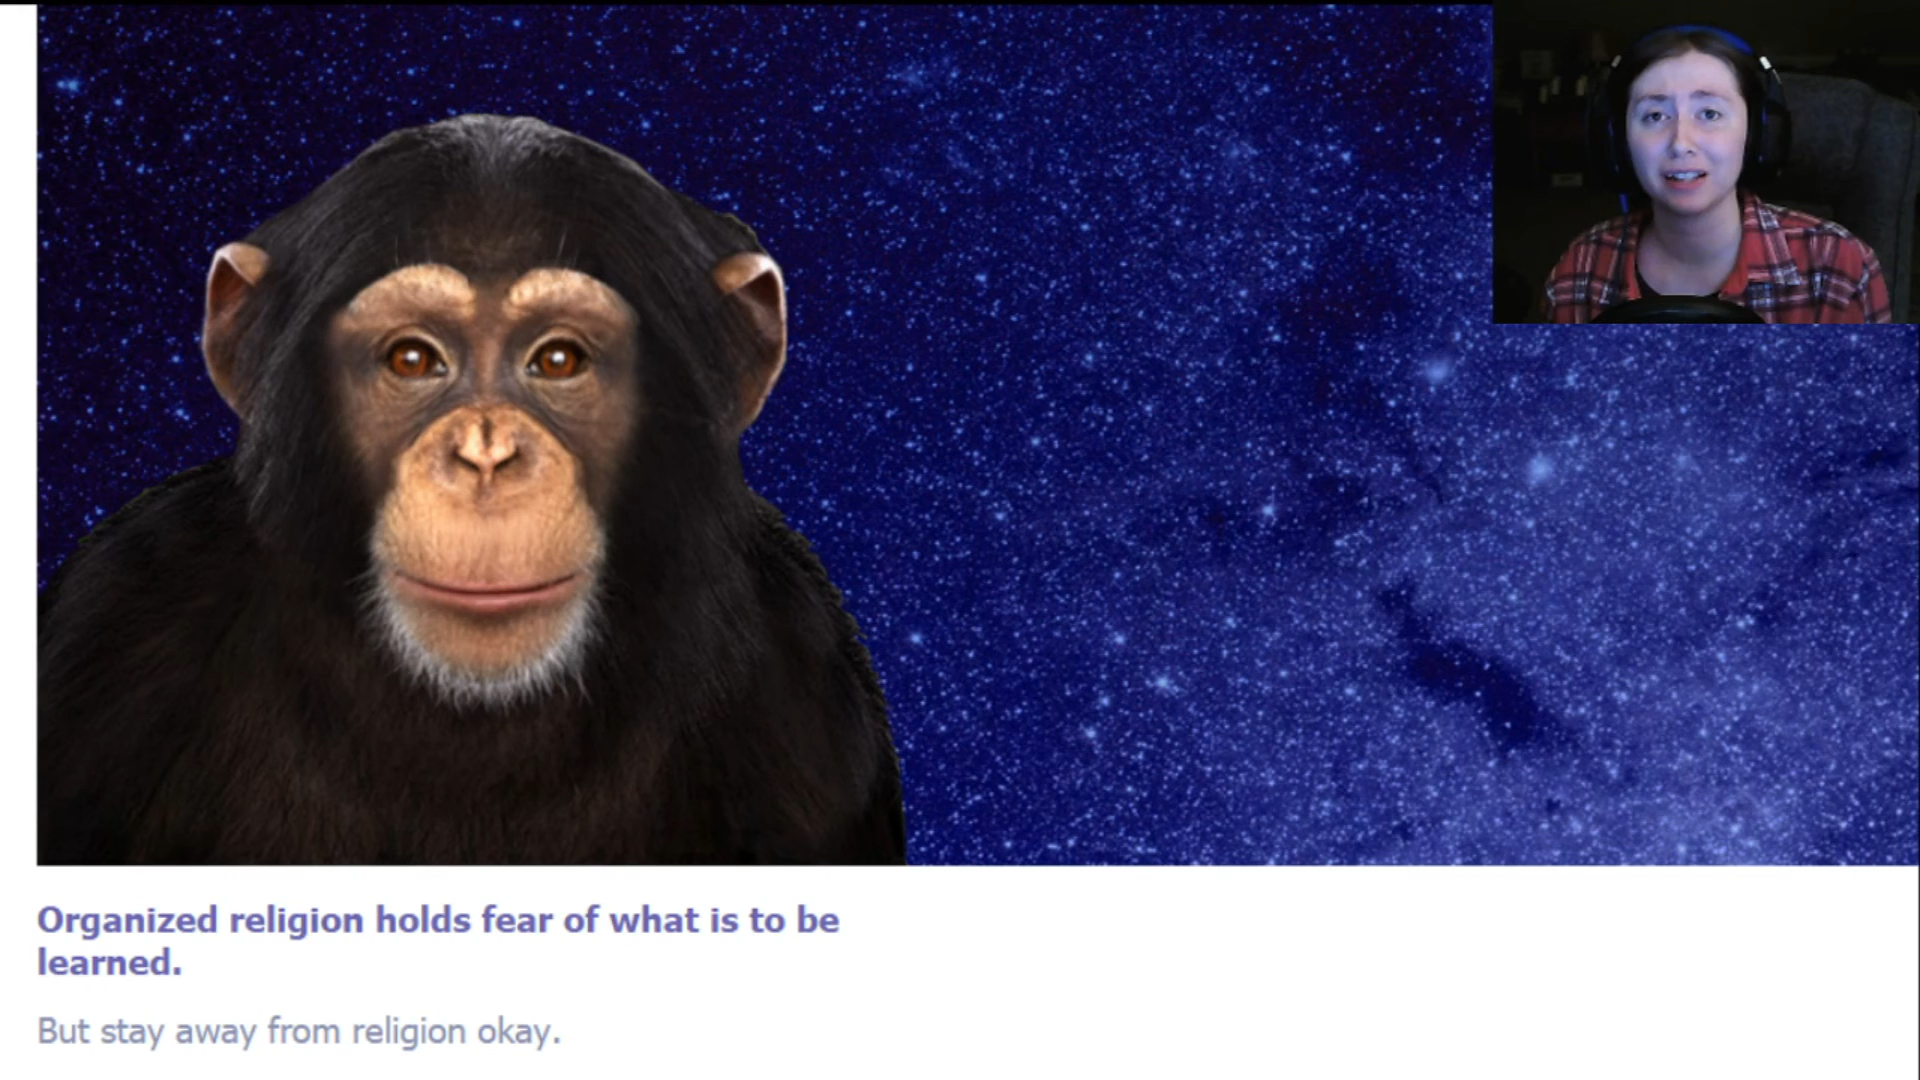 Organized religion holds fear of what is to be
learned.
But stay away from religion okay.